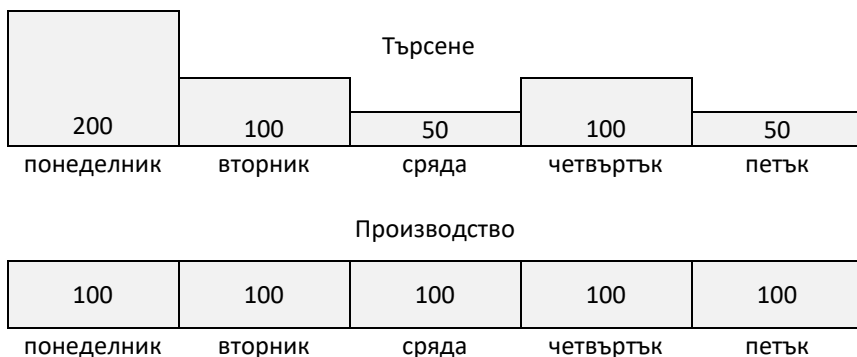 Търсене
200 100 50 100 50
понеделник вторник сряда четвъртък петък
Производство
100 100 100 100 100
понеделник вторник сряда четвъртък петък